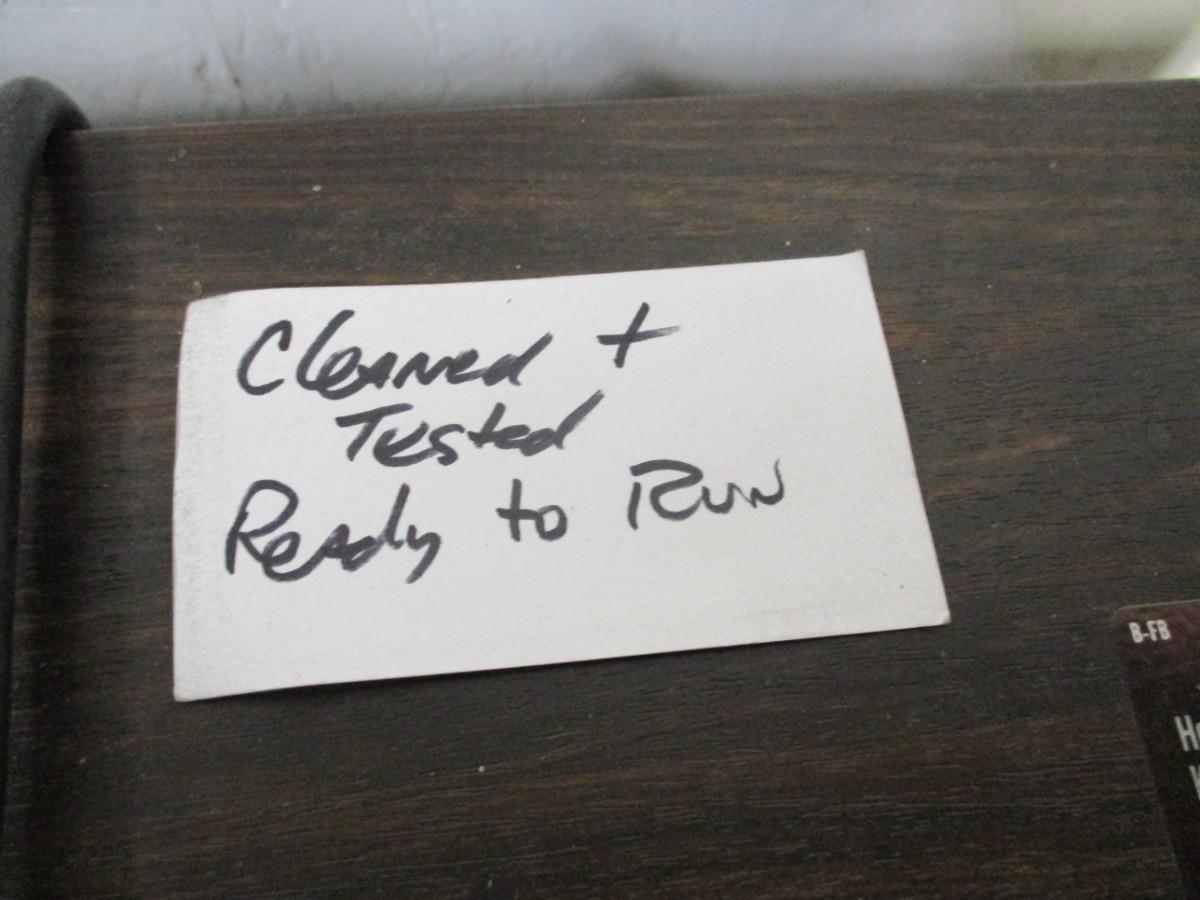 Cleaned +
Tested
Ready to Run
B-FB